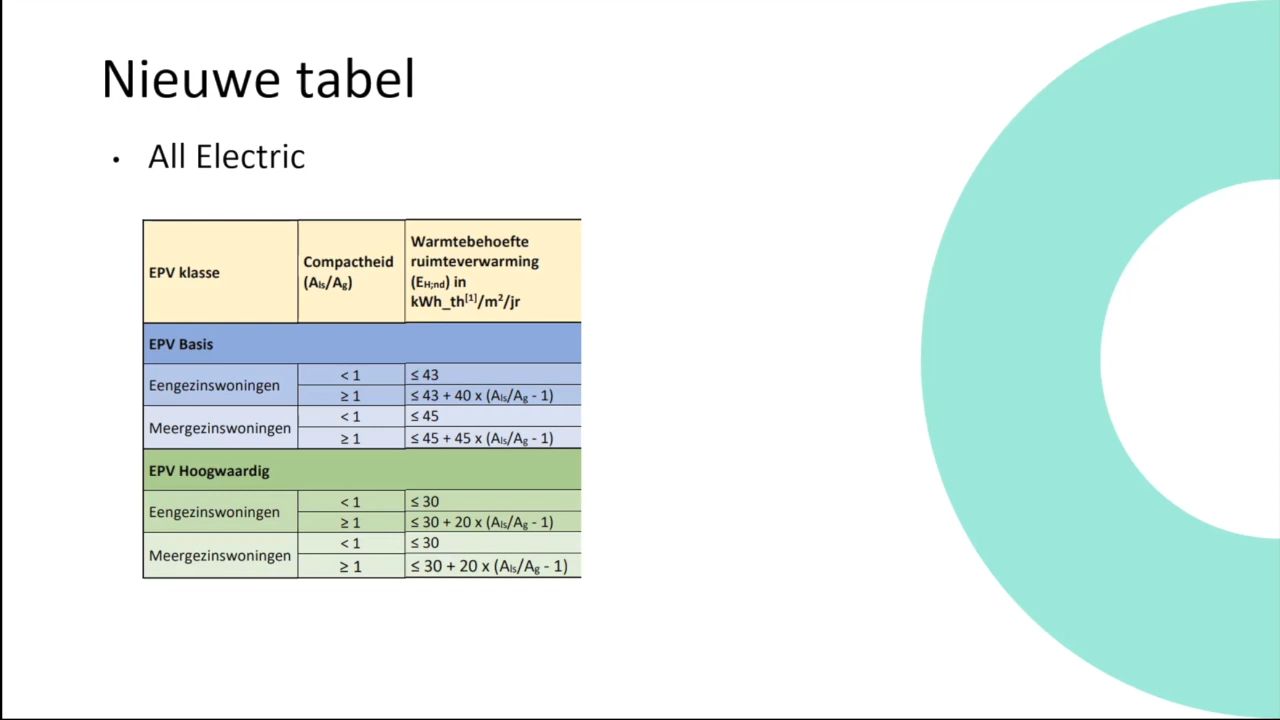 Nieuwe tabel
• All Electric
EPV klasse
Compactheid
(Als/Ag)
Warmtebehoefte
ruimteverwarming
(EH;nd) in
kWh_th[1]/m2/jr
EPV Basis
Eengezinswoningen
< 1
≤ 43
≥ 1
≤ 43 + 40 x (Als/Ag - 1)
Meergezinswoningen
< 1
≤ 45
≥ 1
≤ 45 + 45 x (Als/Ag - 1)
EPV Hoogwaardig
Eengezinswoningen
< 1
≤ 30
≥ 1
≤ 30 + 20 x (Als/Ag - 1)
Meergezinswoningen
< 1
≤ 30
≥ 1
≤ 30 + 20 x (Als/Ag - 1)